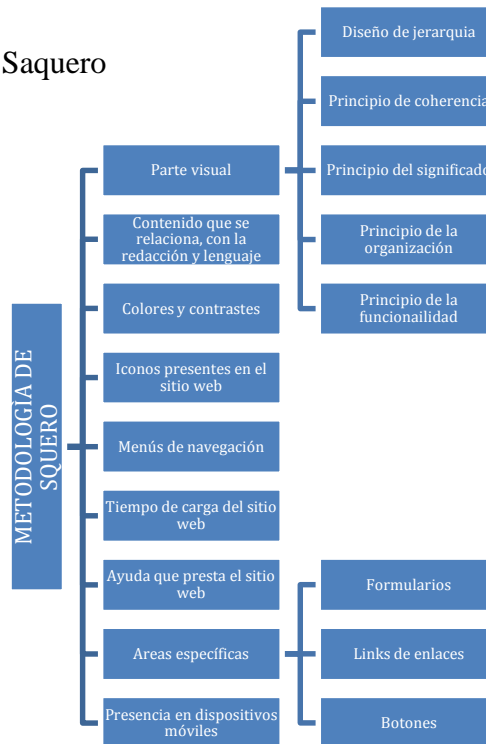 Saquero
METODOLOGÌA DE
SQUERO
Parte visual
Diseño de jerarquia
Principio de coherencia
Principio del significado
Principio de la
organización
Principio de la
funcionailidad
Contenido que se
relaciona, con la
redacción y lenguaje
Colores y contrastes
Iconos presentes en el
sitio web
Menús de navegación
Tiempo de carga del sitio
web
Ayuda que presta el sitio
web
Areas específicas
Formularios
Links de enlaces
Botones
Presencia en dispositivos
móviles